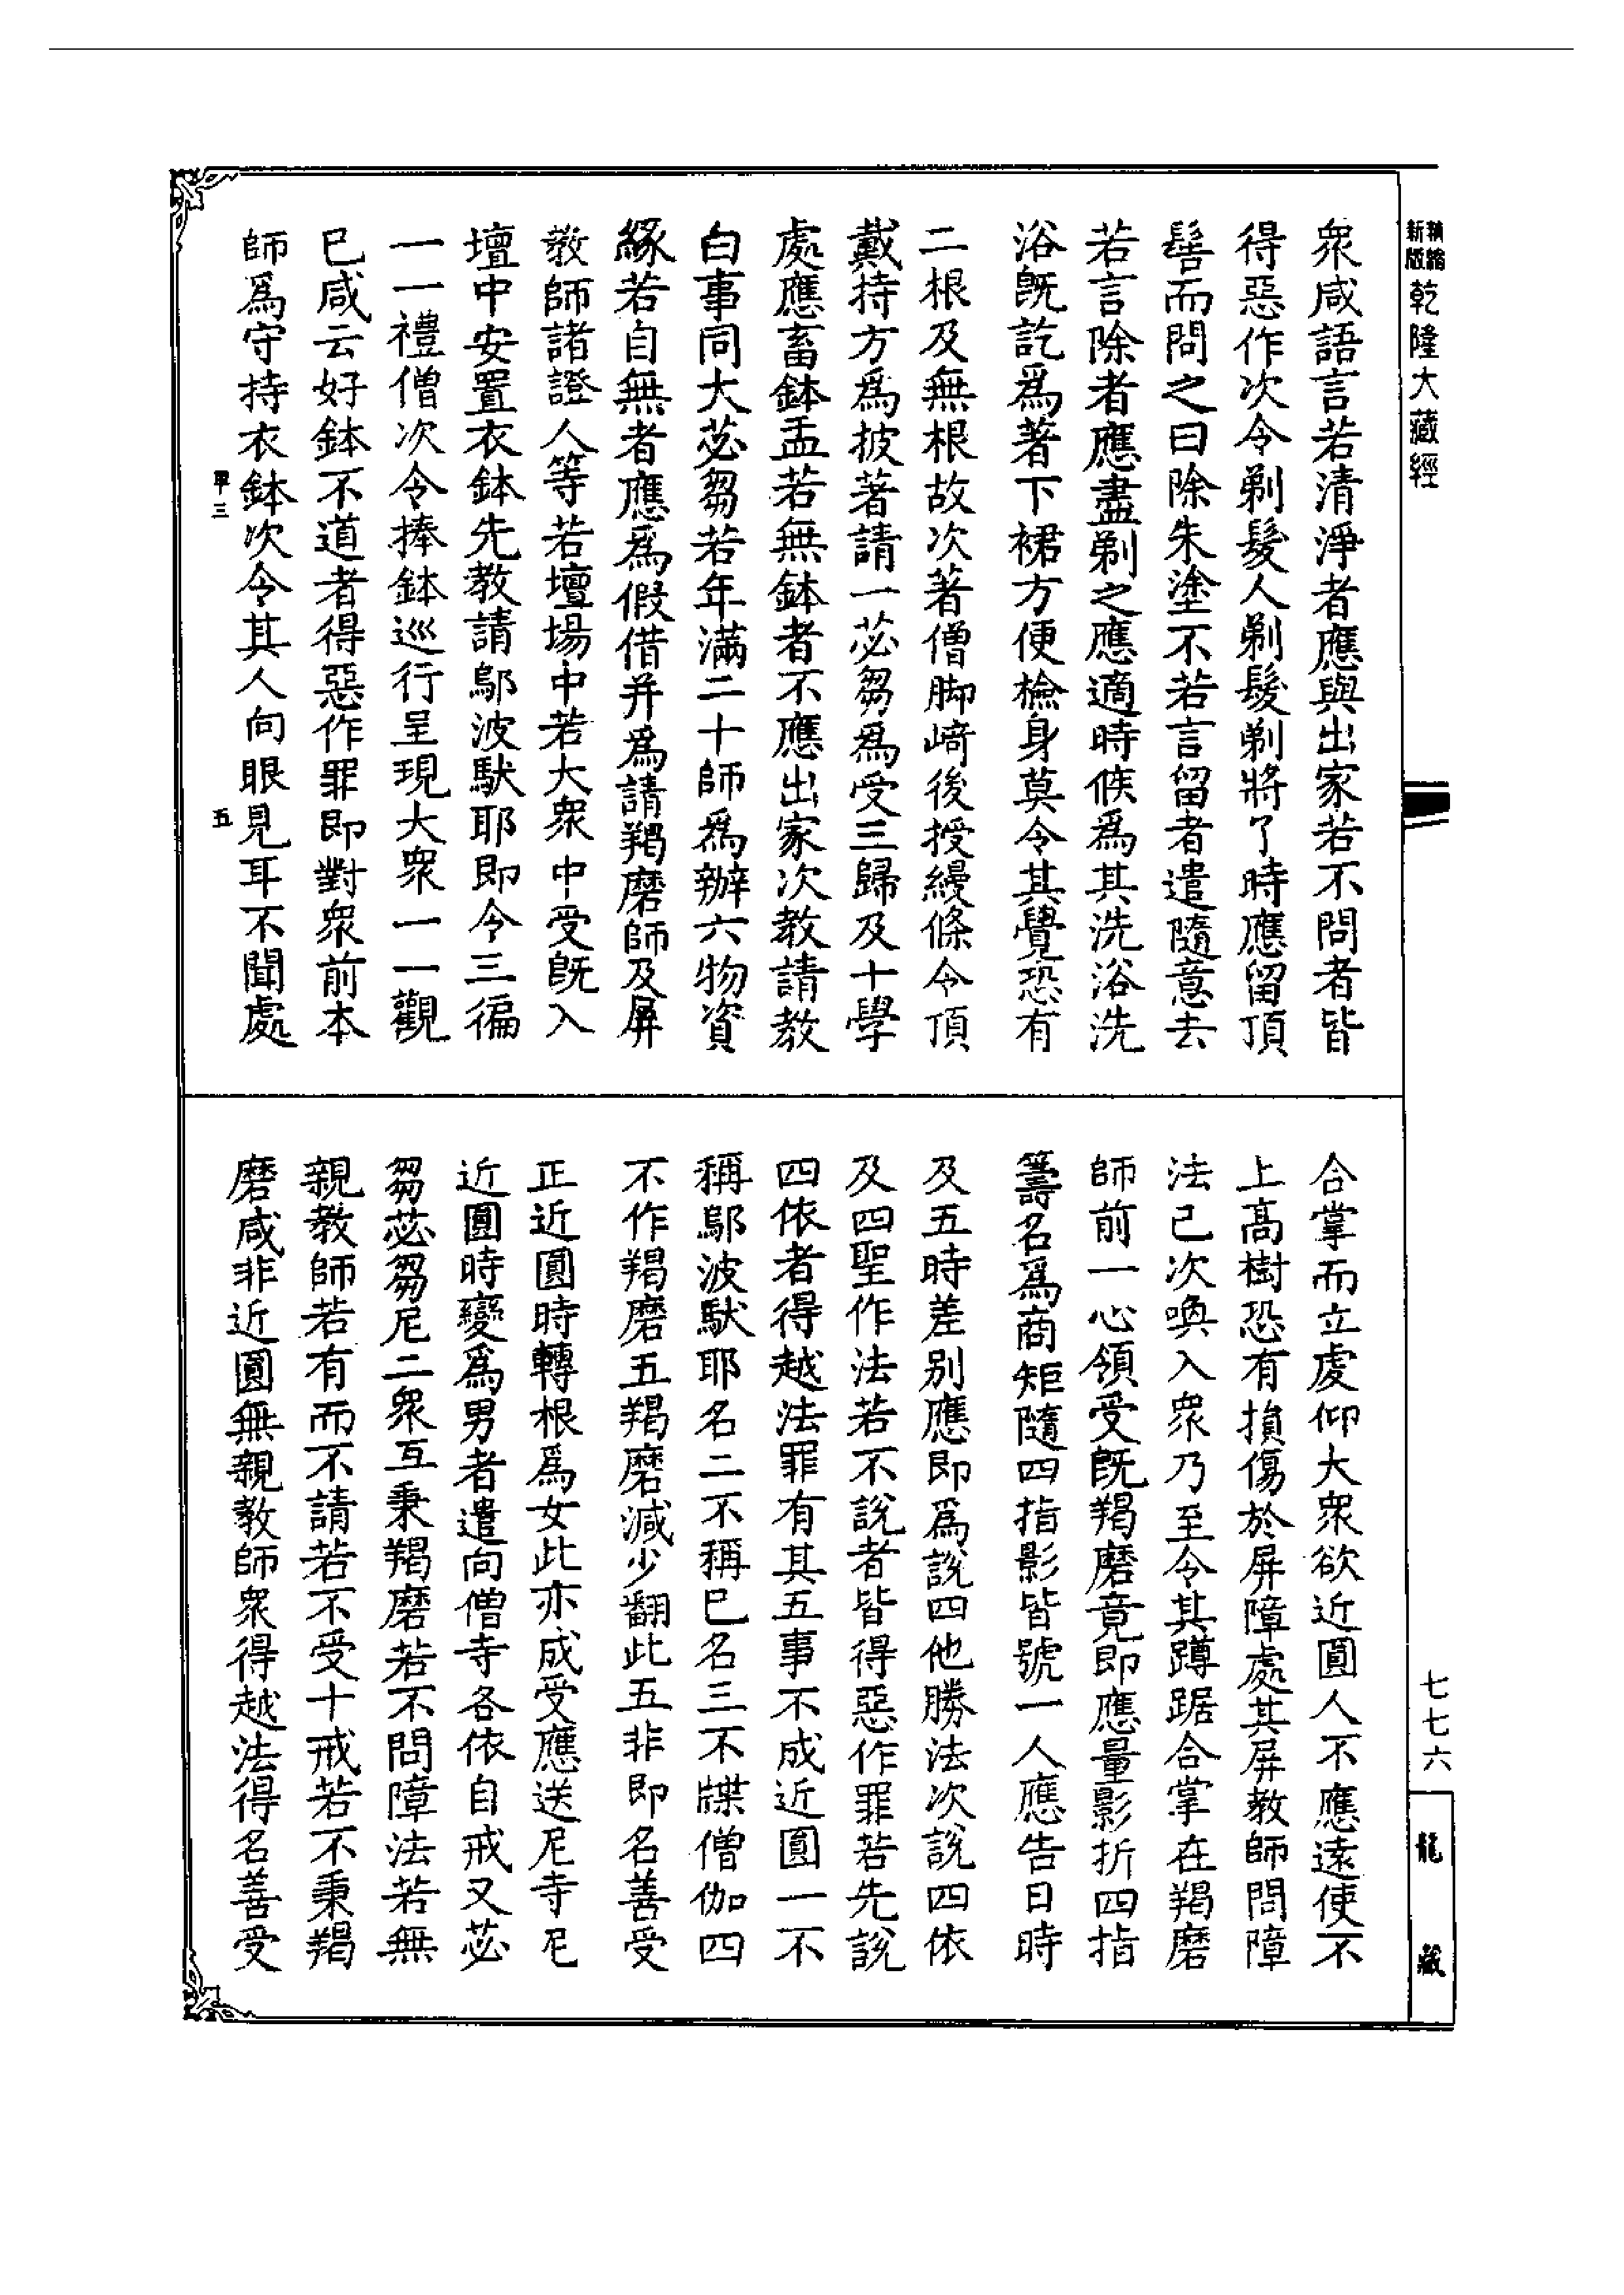 精縮新版乾隆大藏經
衆咸語言若清淨者應與出家若不問者皆
得惡作次令剃髮人剃髮剃將了時應留頂
髻而問之曰除朱塗不若言留者遣隨意去
若言除者應盡剃之應適時候爲其洗浴洗
浴旣訖爲著下裙方便檢身莫令其覺恐有
二根及無根故次著僧脚﨑後授縵條令頂
戴持方爲披著請一苾芻爲受三歸及十學
處應畜鉢盂若無鉢者不應出家次教請教
白事同大苾芻若年滿二十師爲辦六物資
緣若自無者應爲假借并爲請羯磨師及屏
教師諸證人等若壇場中若大衆中受旣入
壇中安置衣鉢先教請鄔波馱耶即令三徧
一一禮僧次令捧鉢巡行呈現大衆一一觀
已咸云好鉢不道者得惡作罪即對衆前本
師爲守持衣鉢次令其人向眼見耳不聞處
單三 五
合掌而立虔仰大衆欲近圓人不應遠使不
上高樹恐有損傷於屏障處其屏教師問障
法已次喚入衆乃至令其蹲踞合掌在羯磨
師前一心領受旣羯磨竟即應量影折四指
籌名爲商矩隨四指影皆號一人應告日時
及五時差别應即爲說四他勝法次說四依
及四聖作法若不說者皆得惡作罪若先說
四依者得越法罪有其五事不成近圓一不
稱鄔波馱耶名二不稱已名三不牒僧伽四
不作羯磨五羯磨減少翻此五非即名善受
正近圓時轉根爲女此亦成受應送尼寺尼
近圓時變爲男者遣向僧寺各依自戒又苾
芻苾芻尼二衆互秉羯磨若不問障法若無
親教師若有而不請若不受十戒若不秉羯
磨咸非近圓無親教師衆得越法得名善受
七七六
龍藏